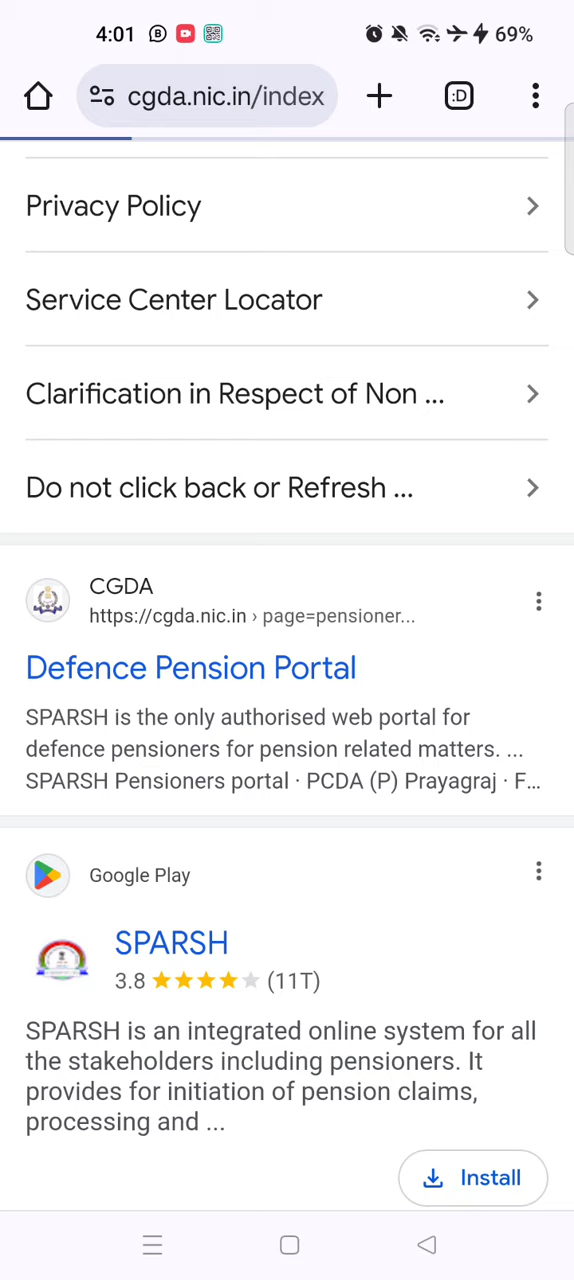 4:01
69%
cgda.nic.in/index
:D
Privacy Policy
Service Center Locator
Clarification in Respect of Non ...
Do not click back or Refresh ...
CGDA
https://cgda.nic.in › page=pensioner...
Defence Pension Portal
SPARSH is the only authorised web portal for
defence pensioners for pension related matters. ...
SPARSH Pensioners portal · PCDA (P) Prayagraj · F...
Google Play
SPARSH
3.8 ★★★★★ (11T)
SPARSH is an integrated online system for all
the stakeholders including pensioners. It
provides for initiation of pension claims,
processing and ...
Install